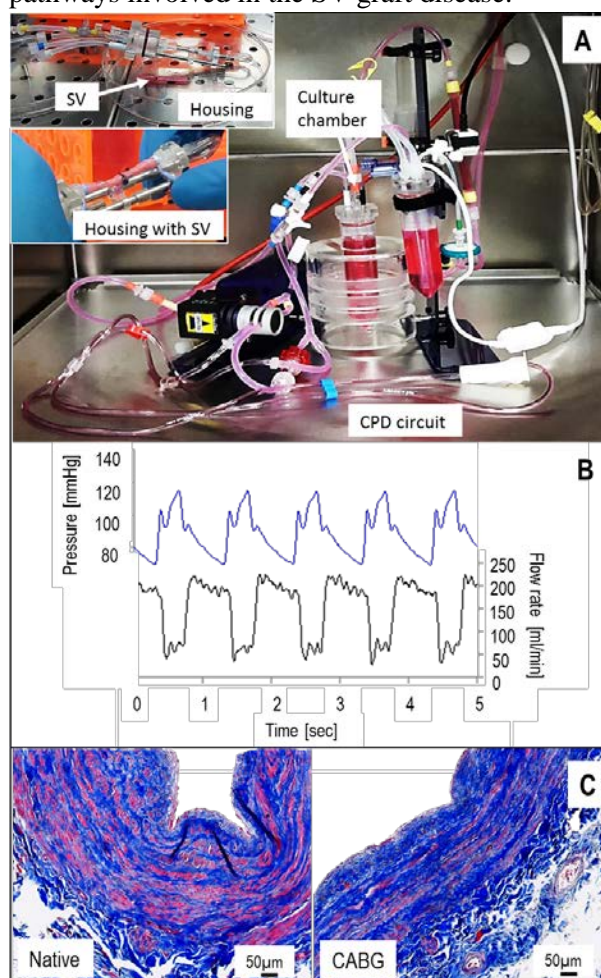 pathways involved in the SV graft disease.
A
SV
Housing
Culture
chamber
Housing with SV
CPD circuit
B
Pressure [mmHg]
140
120
100
80
Flow rate [ml/min]
250
200
150
100
50
0
0 1 2 3 4 5
Time [sec]
C
Native
50µm
CABG
50µm